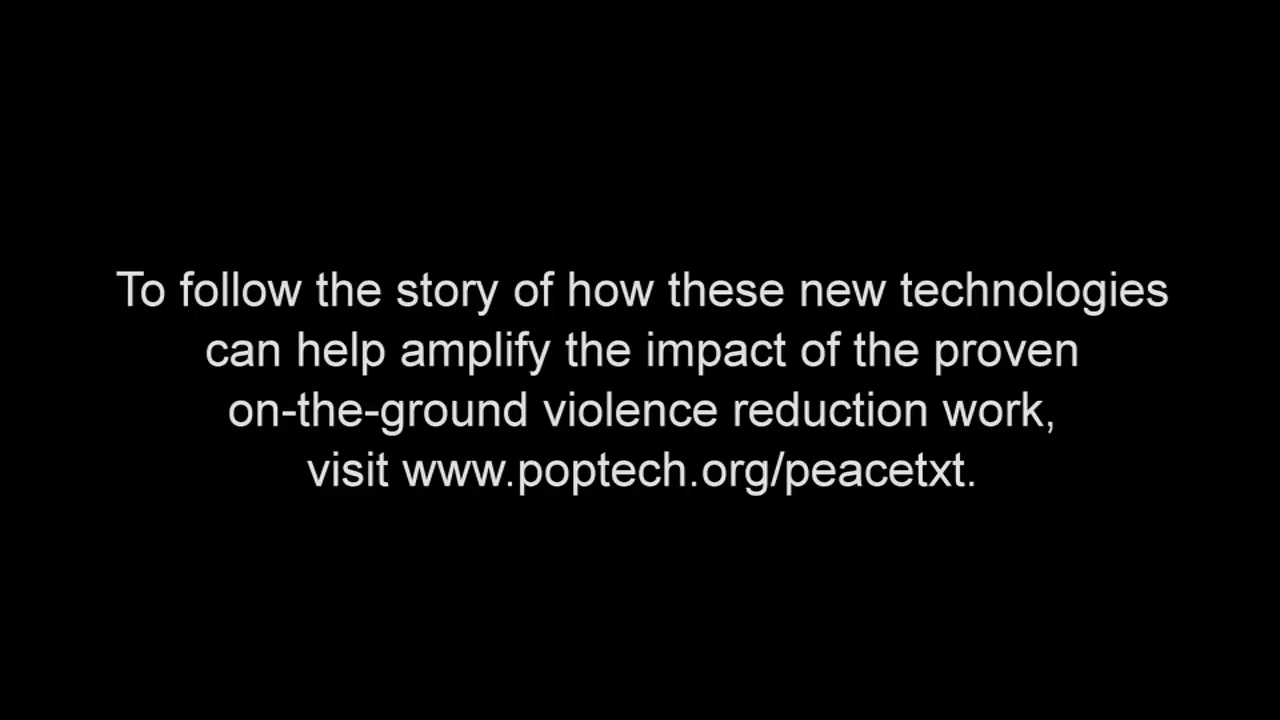 To follow the story of how these new technologies
can help amplify the impact of the proven
on-the-ground violence reduction work,
visit www.poptech.org/peacetxt.